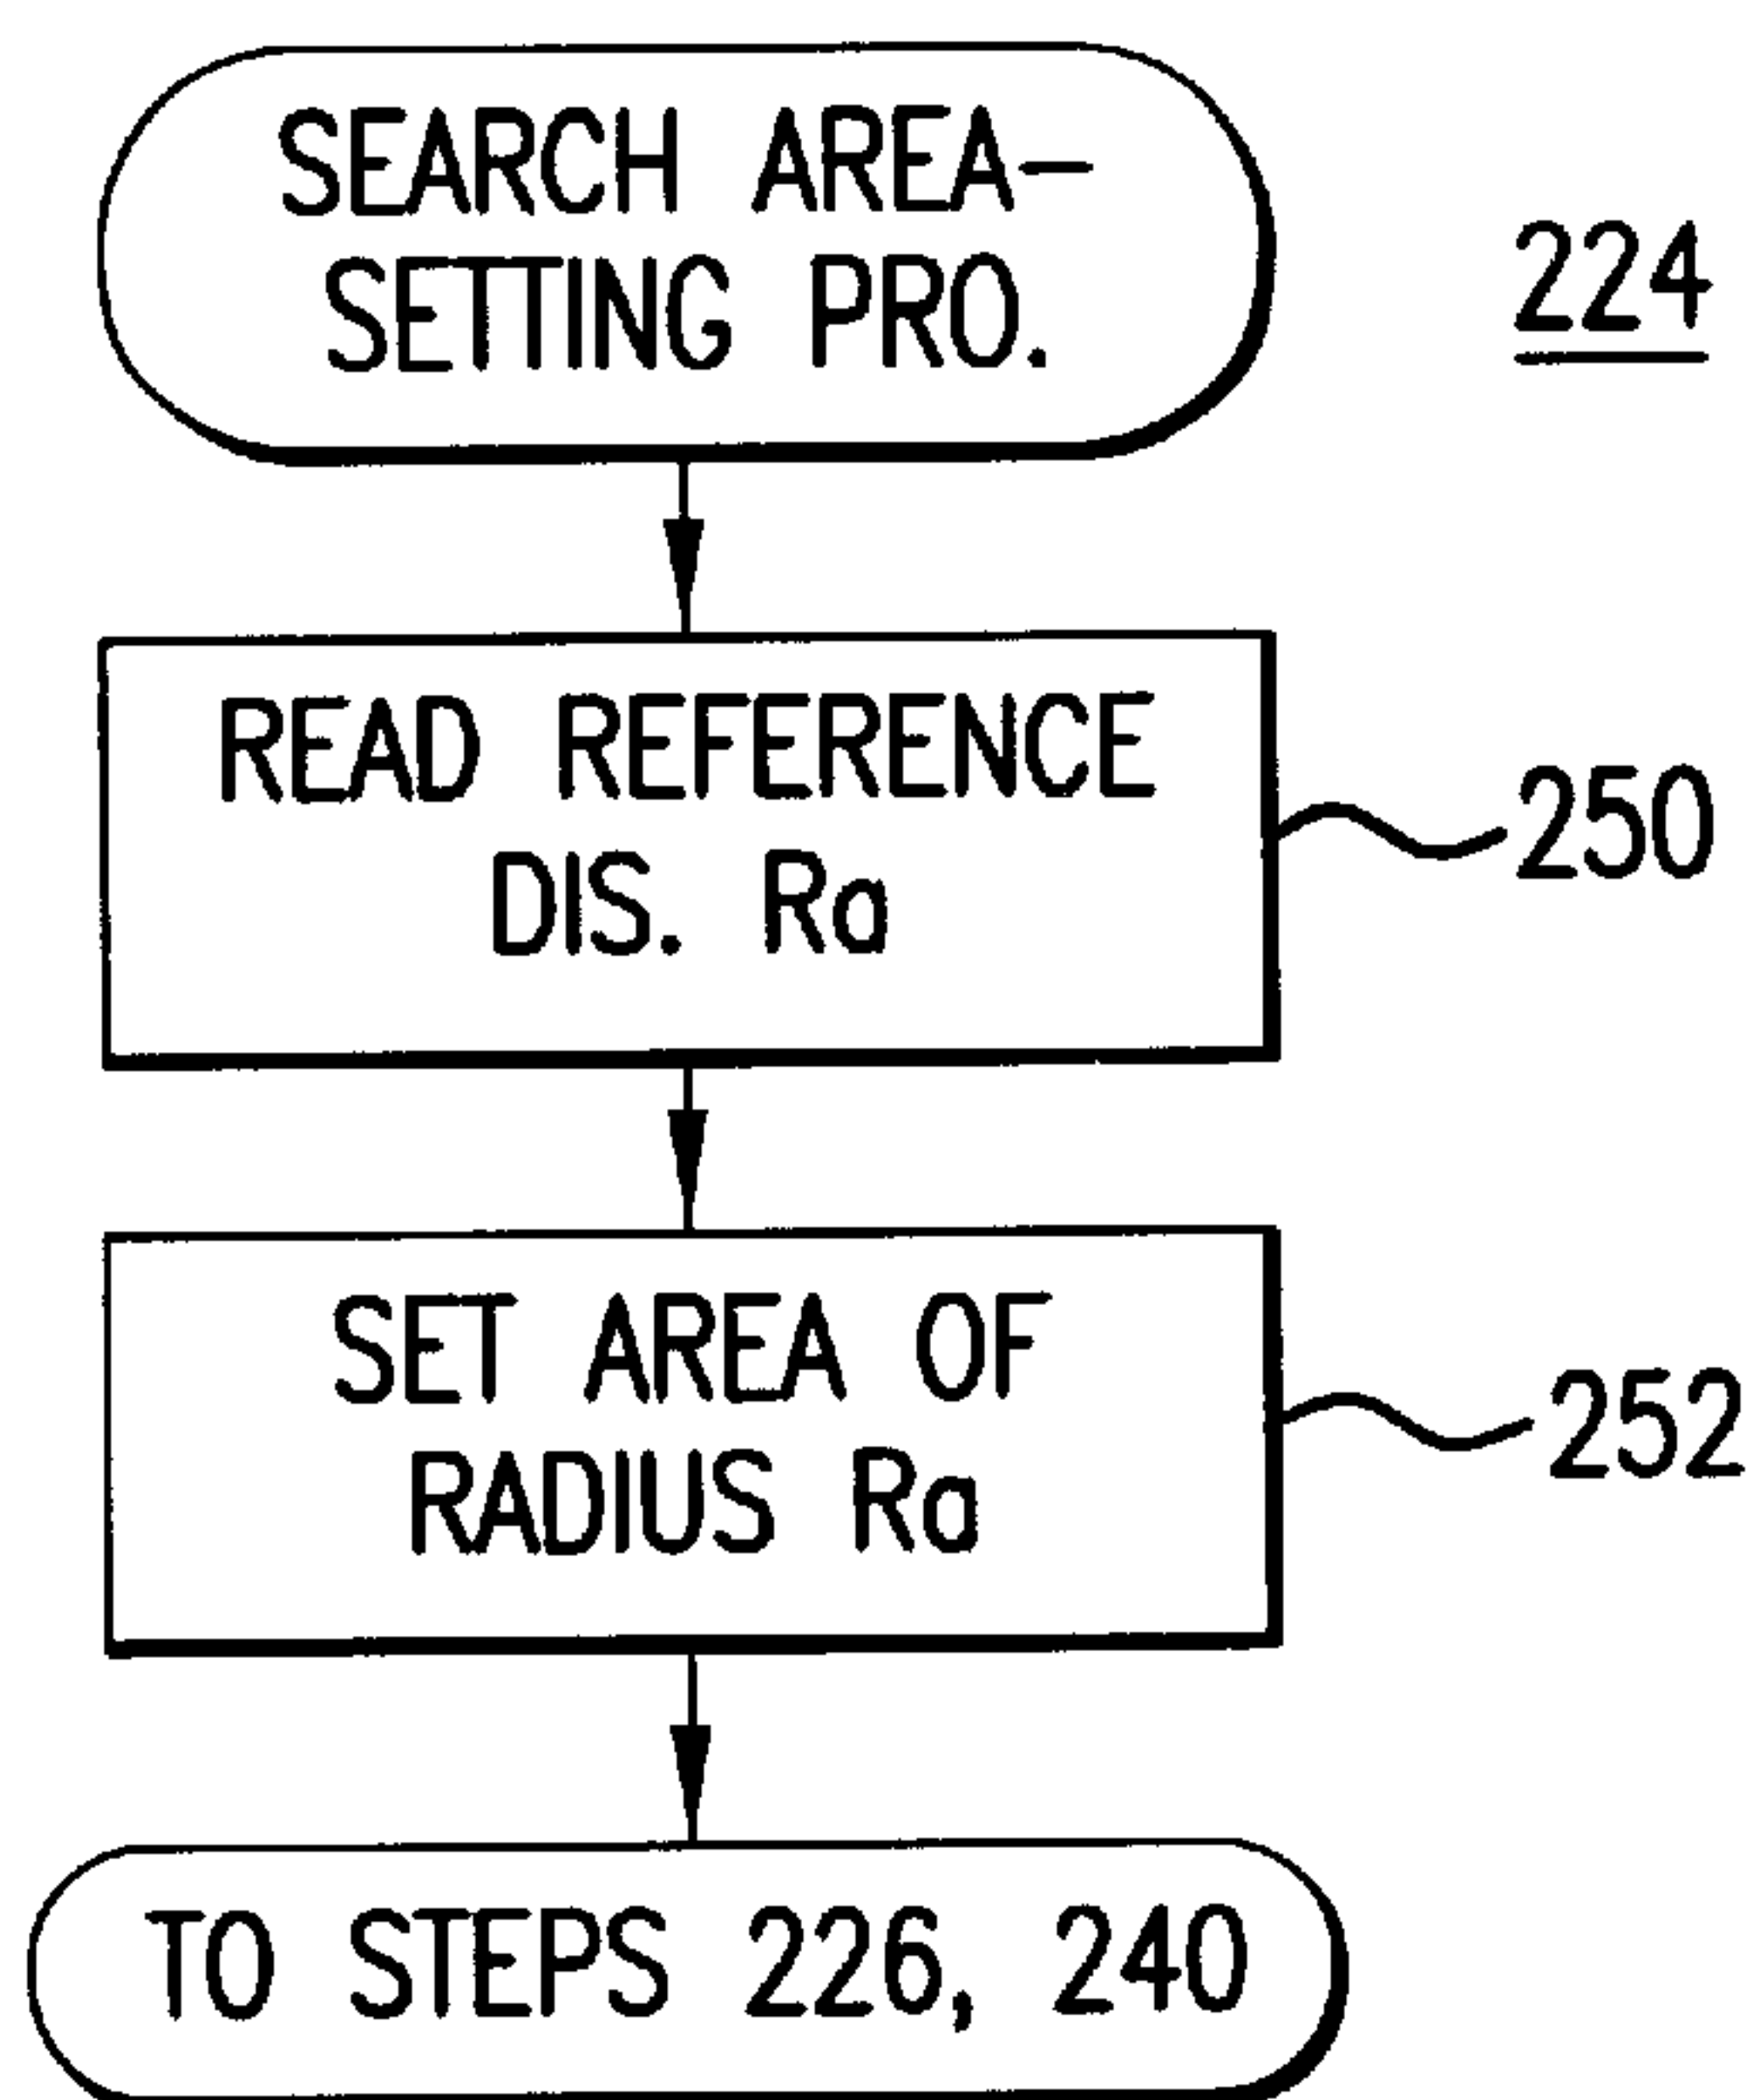 SEARCH AREA-
SETTING PRO.
224
READ REFERENCE
DIS. Ra
250
SET AREA OF
RADIUS Ra
252
TO STEPS 226, 240